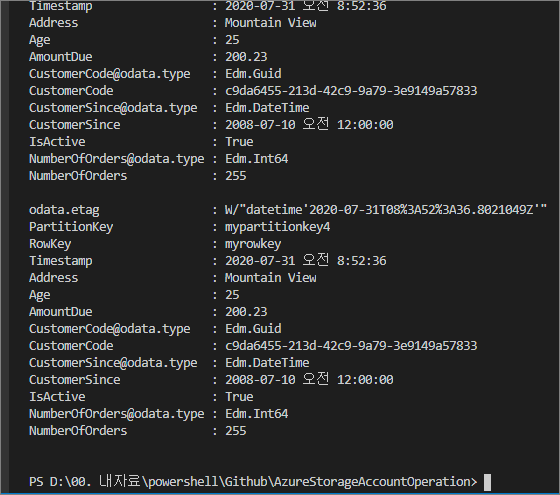 Timestamp : 2020-07-31 오전 8:52:36
Address : Mountain View
Age : 25
AmountDue : 200.23
CustomerCode@odata.type : Edm.Guid
CustomerCode : c9da6455-213d-42c9-9a79-3e9149a57833
CustomerSince@odata.type : Edm.DateTime
CustomerSince : 2008-07-10 오전 12:00:00
IsActive : True
NumberOfOrders@odata.type : Edm.Int64
NumberOfOrders : 255
odata.etag : W/"datetime'2020-07-31T08%3A52%3A36.8021049Z'"
PartitionKey : mypartitionkey4
RowKey : myrowkey
Timestamp : 2020-07-31 오전 8:52:36
Address : Mountain View
Age : 25
AmountDue : 200.23
CustomerCode@odata.type : Edm.Guid
CustomerCode : c9da6455-213d-42c9-9a79-3e9149a57833
CustomerSince@odata.type : Edm.DateTime
CustomerSince : 2008-07-10 오전 12:00:00
IsActive : True
NumberOfOrders@odata.type : Edm.Int64
NumberOfOrders : 255
PS D:\00. 내자료\powershell\Github\AzureStorageAccountOperation>